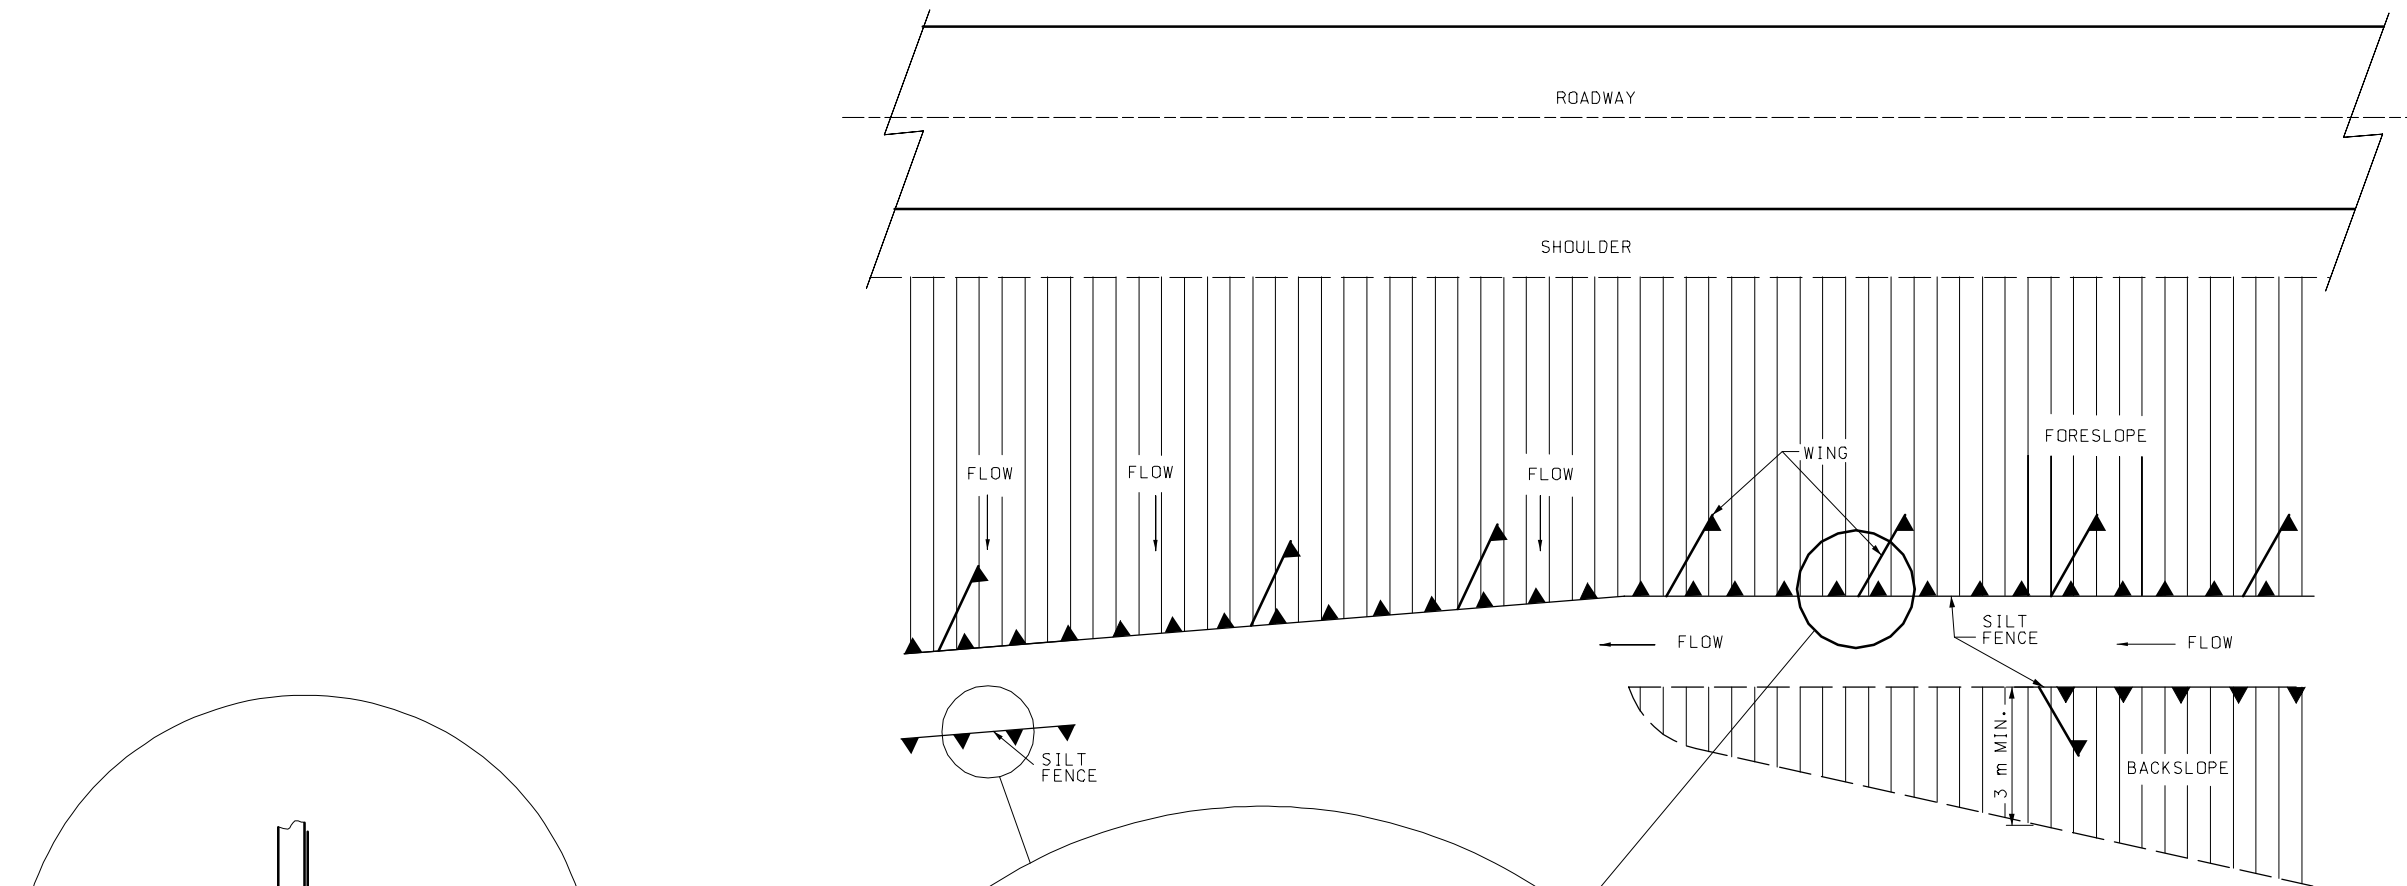 ROADWAY
SHOULDER
FORESLOPE
WING
FLOW
FLOW
FLOW
SILT
FENCE
FLOW
FLOW
3 m MIN.
SILT
FENCE
BACKSLOPE